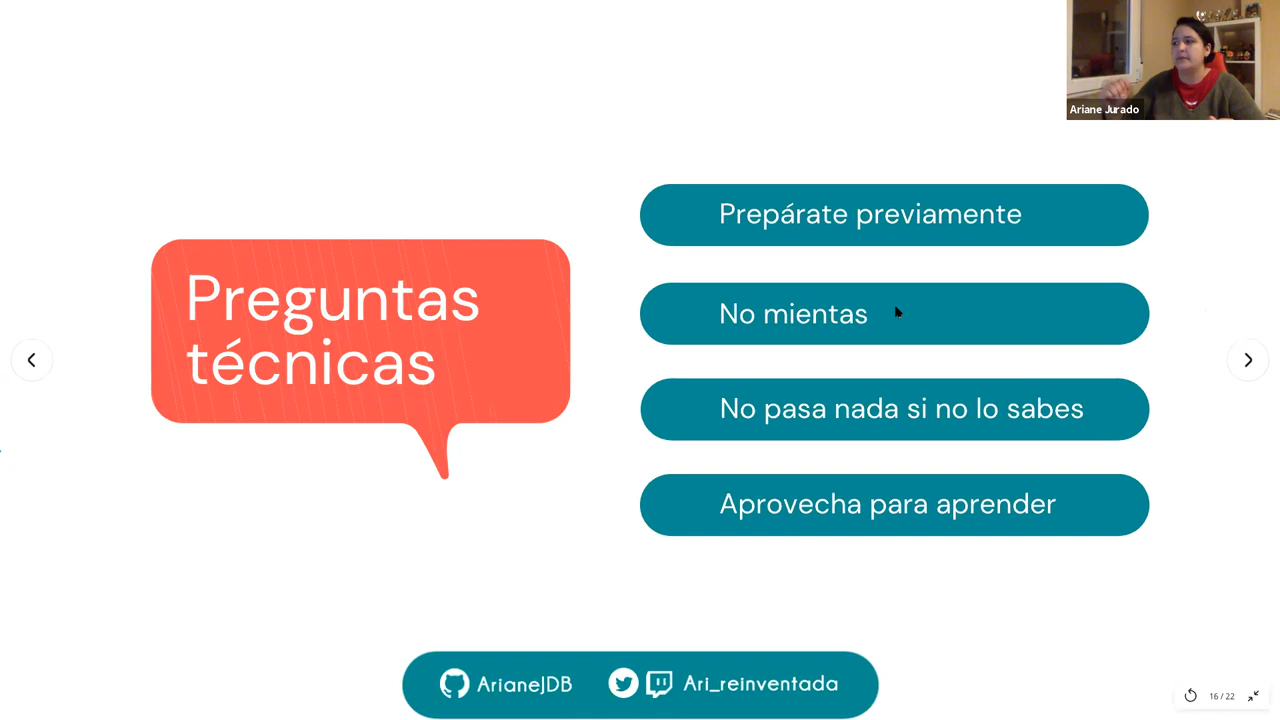 Ariane Jurado
Preguntas
técnicas
Prepárate previamente
No mientas
No pasa nada si no lo sabes
Aprovecha para aprender
ArianeJDB
Ari_reinventada
16 / 22